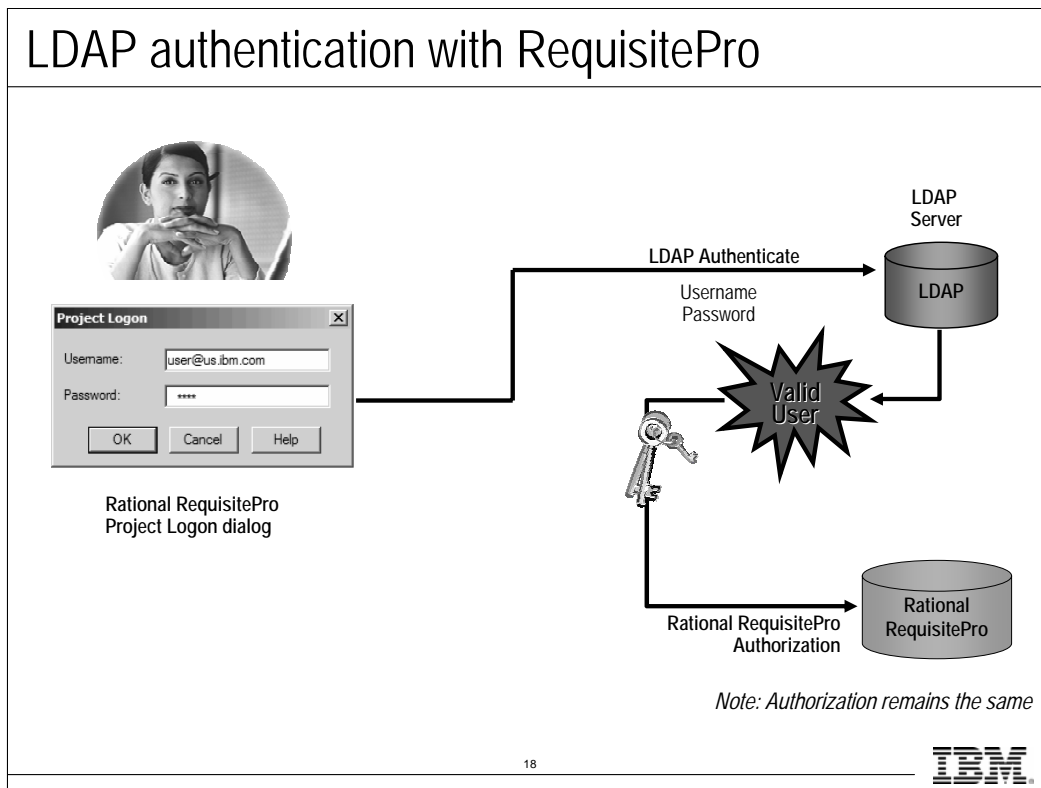 LDAP authentication with RequisitePro
LDAP
Server
LDAP Authenticate
Username
Password
LDAP
Project Logon
Username:
user@us.ibm.com
Password:
****
OK
Cancel
Help
Valid
User
Rational RequisitePro
Project Logon dialog
Rational RequisitePro
Authorization
Rational
RequisitePro
Note: Authorization remains the same
18
IBM.